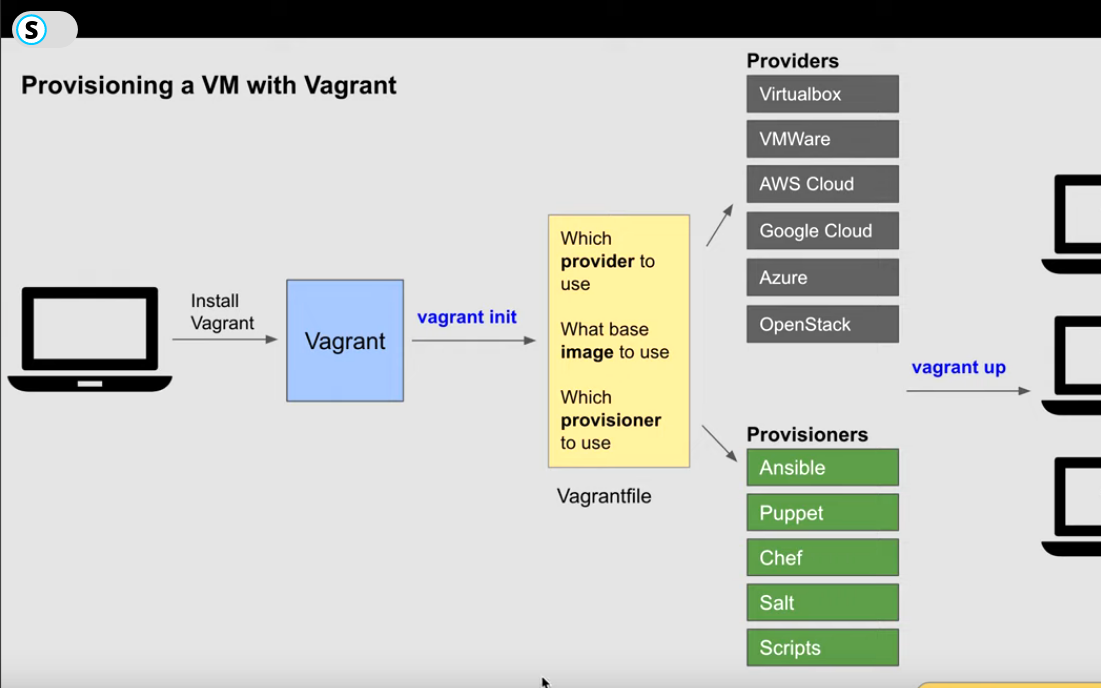 S
Provisioning a VM with Vagrant
Install
Vagrant
Vagrant
vagrant init
Which
provider to
use
What base
image to use
Which
provisioner
to use
Vagrantfile
Providers
Virtualbox
VMWare
AWS Cloud
Google Cloud
Azure
OpenStack
Provisioners
Ansible
Puppet
Chef
Salt
Scripts
vagrant up